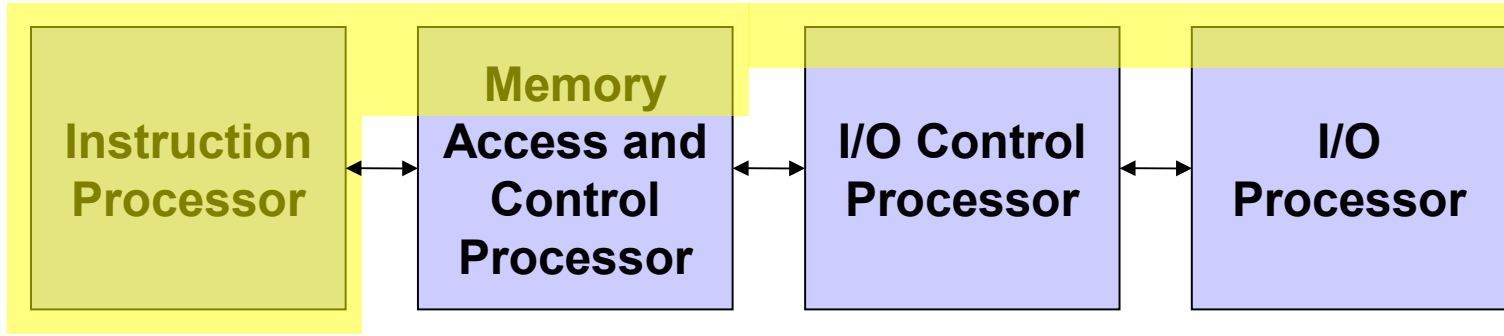 Instruction
Processor
Memory
Access and
Control
Processor
I/O Control
Processor
I/O
Processor